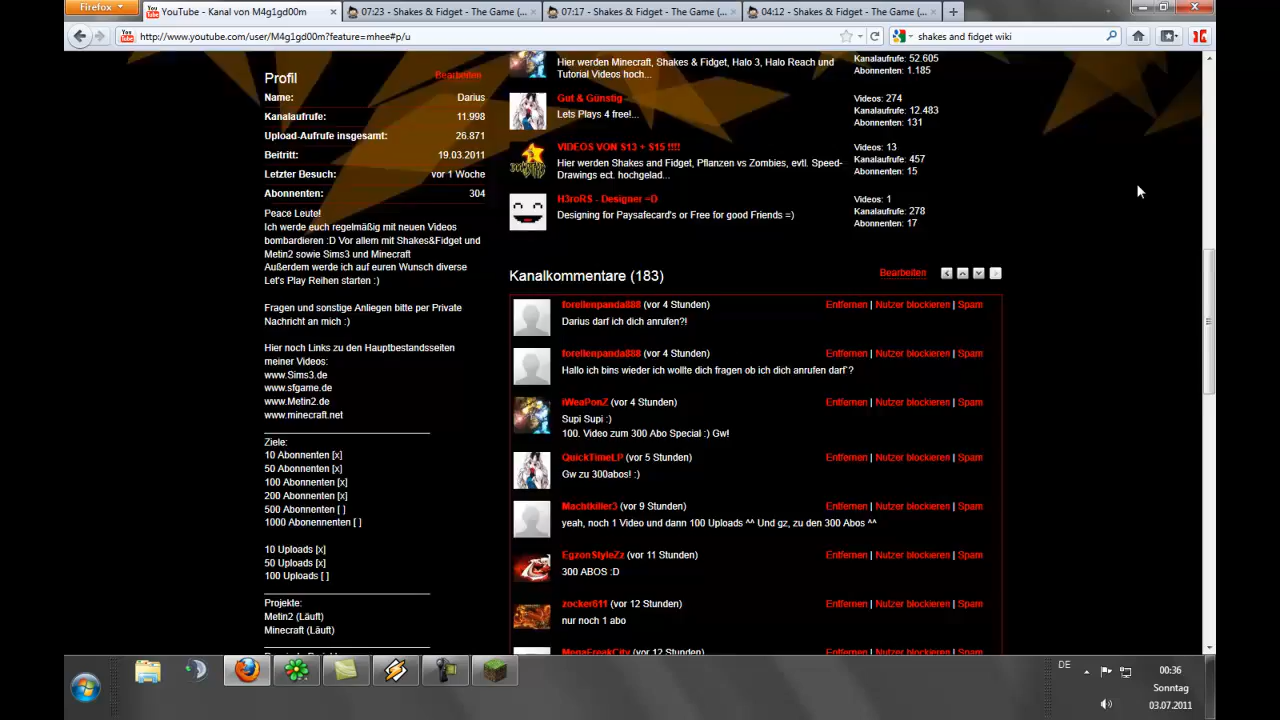 Firefox
YouTube - Kanal von M4g1gd00m
07:23 - Shakes & Fidget - The Game (...
07:17 - Shakes & Fidget - The Game (...
04:12 - Shakes & Fidget - The Game (...
http://www.youtube.com/user/M4g1gd00m?feature=mhee#p/u
shakes and fidget wiki
Profil
Bearbeiten
Name: Darius
Kanalaufrufe: 11.998
Upload-Aufrufe insgesamt: 26.871
Beitritt: 19.03.2011
Letzter Besuch: vor 1 Woche
Abonnenten: 304
Peace Leute!
Ich werde euch regelmäßig mit neuen Videos
bombardieren :D Vor allem mit Shakes&Fidget und
Metin2 sowie Sims3 und Minecraft
Außerdem werde ich auf euren Wunsch diverse
Let's Play Reihen starten :)
Fragen und sonstige Anliegen bitte per Private
Nachricht an mich :)
Hier noch Links zu den Hauptbestandsseiten
meiner Videos:
www.Sims3.de
www.sfgame.de
www.Metin2.de
www.minecraft.net
Ziele:
10 Abonnenten [x]
50 Abonnenten [x]
100 Abonnenten [x]
200 Abonnenten [x]
500 Abonnenten [ ]
1000 Abonnennten [ ]
10 Uploads [x]
50 Uploads [x]
100 Uploads [ ]
Projekte:
Metin2 (Läuft)
Minecraft (Läuft)
Hier werden Minecraft, Shakes & Fidget, Halo 3, Halo Reach und
Tutorial Videos hoch...
Kanalaufrufe: 52.605
Abonnenten: 1.185
Gut & Günstig
Lets Plays 4 free!...
Videos: 274
Kanalaufrufe: 12.483
Abonnenten: 131
VIDEOS VON S13 + S15 !!!!
Hier werden Shakes and Fidget, Pflanzen vs Zombies, evtl. Speed-
Drawings ect. hochgelad...
Videos: 13
Kanalaufrufe: 457
Abonnenten: 15
H3roRS - Designer =D
Designing for Paysafecard's or Free for good Friends =)
Videos: 1
Kanalaufrufe: 278
Abonnenten: 17
Kanalkommentare (183)
Bearbeiten
forellenpanda888 (vor 4 Stunden) Entfernen | Nutzer blockieren | Spam
Darius darf ich dich anrufen?!
forellenpanda888 (vor 4 Stunden) Entfernen | Nutzer blockieren | Spam
Hallo ich bins wieder ich wollte dich fragen ob ich dich anrufen darf`?
iWeaPonZ (vor 4 Stunden) Entfernen | Nutzer blockieren | Spam
Supi Supi :)
100. Video zum 300 Abo Special :) Gw!
QuickTimeLP (vor 5 Stunden) Entfernen | Nutzer blockieren | Spam
Gw zu 300abos! :)
Machtkiller3 (vor 9 Stunden) Entfernen | Nutzer blockieren | Spam
yeah, noch 1 Video und dann 100 Uploads ^^ Und gz, zu den 300 Abos ^^
EgzonStyleZz (vor 11 Stunden) Entfernen | Nutzer blockieren | Spam
300 ABOS :D
zocker611 (vor 12 Stunden) Entfernen | Nutzer blockieren | Spam
nur noch 1 abo
MegaFreakCity (vor 12 Stunden) Entfernen | Nutzer blockieren | Spam
DE
00:36
Sonntag
03.07.2011